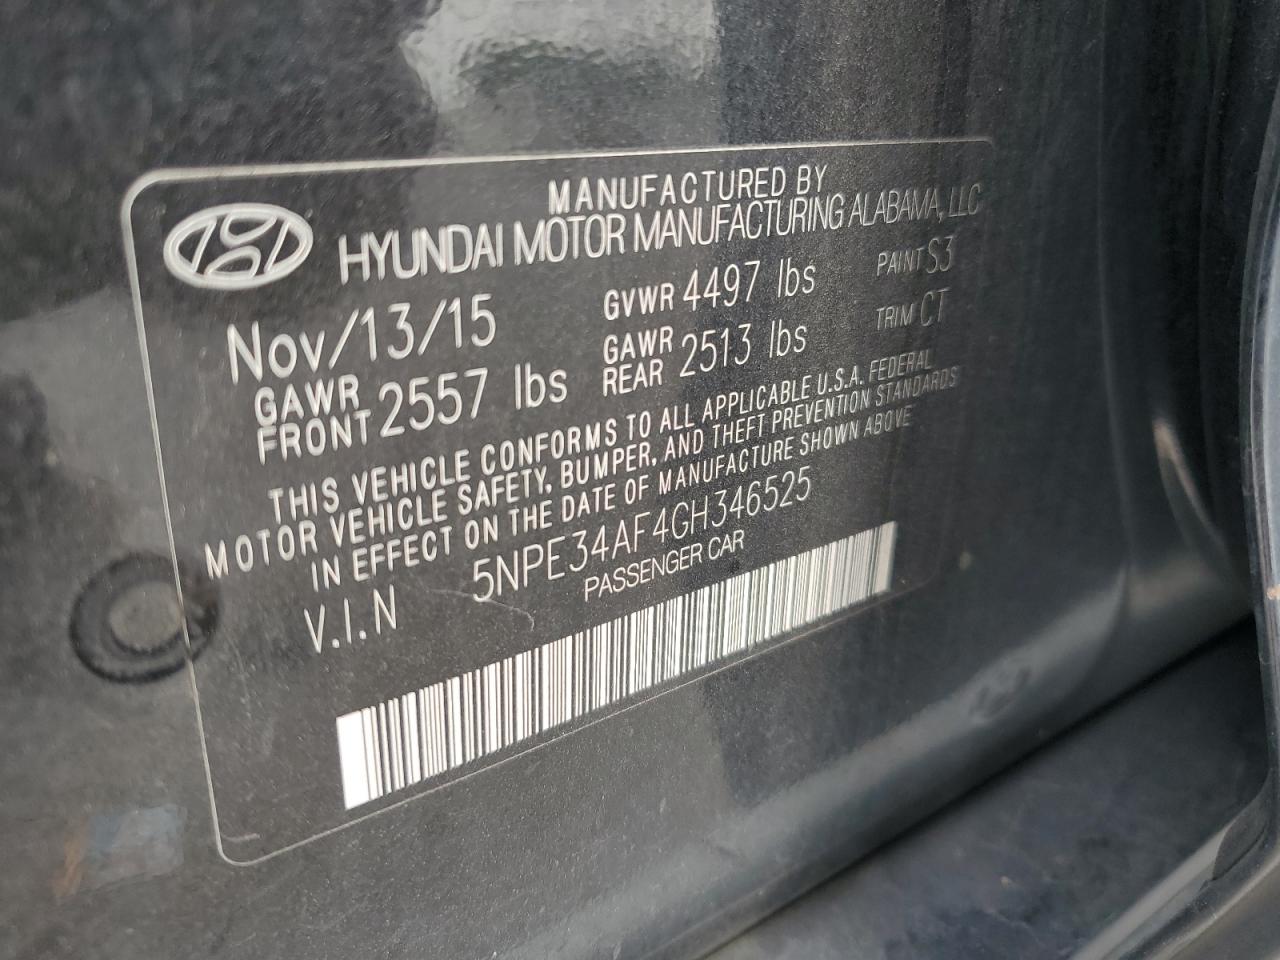 MANUFACTURED BY
HYUNDAI MOTOR MANUFACTURING ALABAMA, LLC
Nov/13/15 GVWR 4497 lbs PAINT S3
GAWR FRONT 2557 lbs GAWR REAR 2513 lbs TRIM CT
THIS VEHICLE CONFORMS TO ALL APPLICABLE U.S.A. FEDERAL
MOTOR VEHICLE SAFETY, BUMPER, AND THEFT PREVENTION STANDARDS
IN EFFECT ON THE DATE OF MANUFACTURE SHOWN ABOVE
V.I.N 5NPE34AF4GH346525
PASSENGER CAR